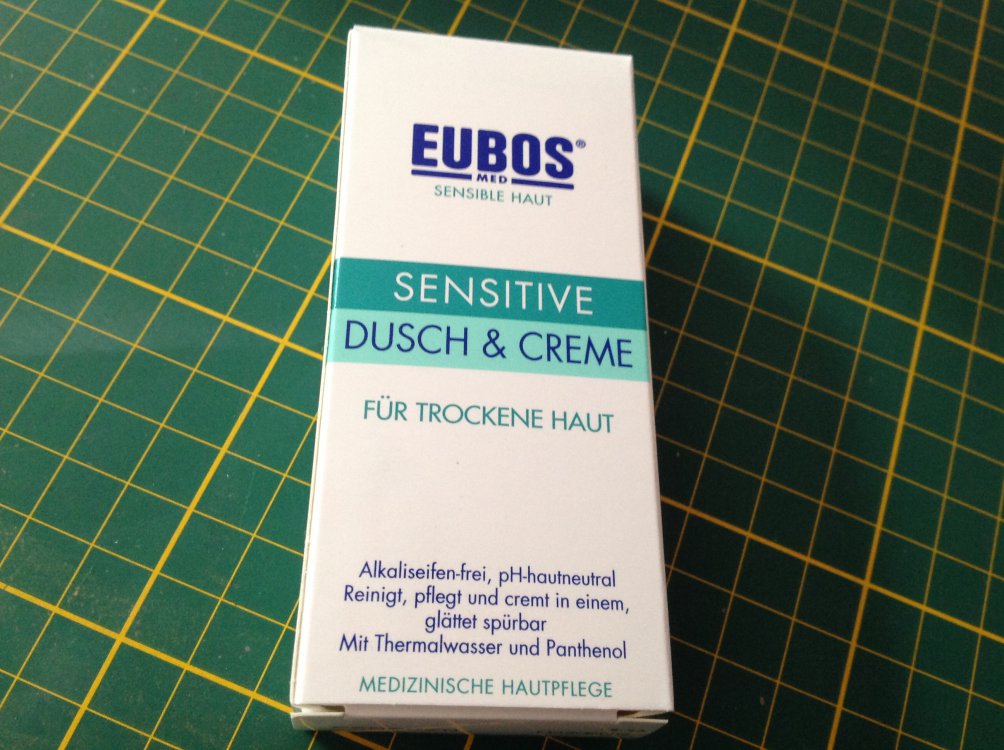 EUBOS®
MED
SENSIBLE HAUT
SENSITIVE
DUSCH & CREME
FÜR TROCKENE HAUT
Alkaliseifen-frei, pH-hautneutral
Reinigt, pflegt und cremt in einem,
glättet spürbar
Mit Thermalwasser und Panthenol
MEDIZINISCHE HAUTPFLEGE